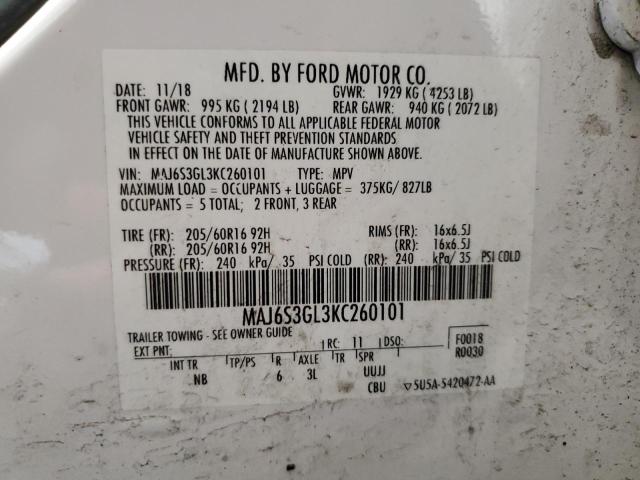 MFD. BY FORD MOTOR CO.
DATE: 11/18 GVWR: 1929 KG ( 4253 LB)
FRONT GAWR: 995 KG ( 2194 LB) REAR GAWR: 940 KG ( 2072 LB)
THIS VEHICLE CONFORMS TO ALL APPLICABLE FEDERAL MOTOR
VEHICLE SAFETY AND THEFT PREVENTION STANDARDS
IN EFFECT ON THE DATE OF MANUFACTURE SHOWN ABOVE.
VIN: MAJ6S3GL3KC260101 TYPE: MPV
MAXIMUM LOAD = OCCUPANTS + LUGGAGE = 375KG/ 827LB
OCCUPANTS = 5 TOTAL; 2 FRONT, 3 REAR
TIRE (FR): 205/60R16 92H RIMS (FR): 16x6.5J
(RR): 205/60R16 92H (RR): 16x6.5J
PRESSURE (FR): 240 kPa/ 35 PSI COLD (RR): 240 kPa/ 35 PSI COLD
MAJ6S3GL3KC260101
TRAILER TOWING - SEE OWNER GUIDE
EXT PNT: RC: 11 DSO: F0018
R0030
INT TR TP/PS R AXLE TR SPR
NB 6 3L UUJJ
CBU 5U5A-5420472-AA